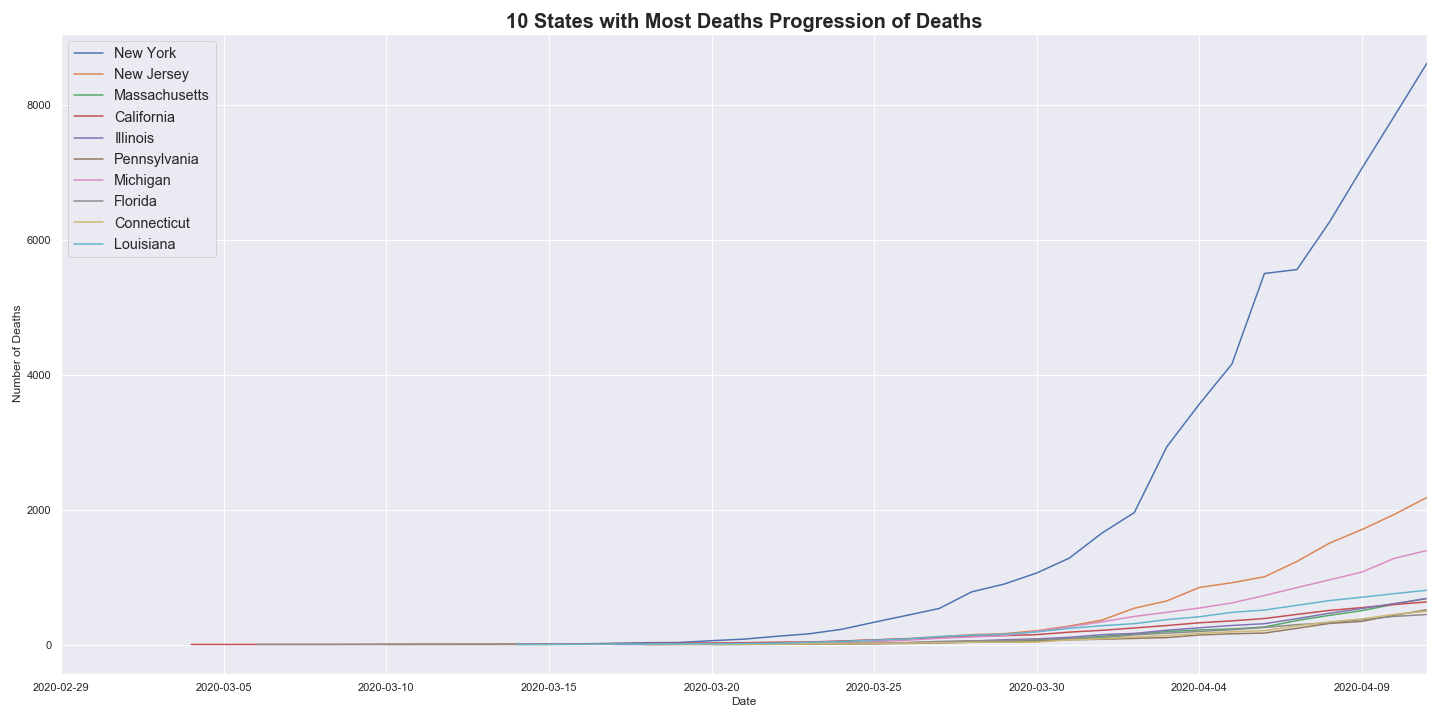 10 States with Most Deaths Progression of Deaths
New York
New Jersey
Massachusetts
California
Illinois
Pennsylvania
Michigan
Florida
Connecticut
Louisiana
8000
6000
4000
2000
0
Number of Deaths
2020-02-29 2020-03-05 2020-03-10 2020-03-15 2020-03-20 2020-03-25 2020-03-30 2020-04-04 2020-04-09
Date